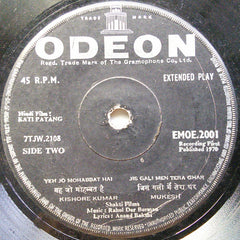 TRADE MARK
ODEON
Regd. Trade Mark of The Gramophone Co., Ltd.
45 R.P.M.
EXTENDED PLAY
Hindi Film :
KATI PATANG
7TJW.2108
SIDE TWO
EMOE.2001
Recording First
Published 1970
YEH JO MOHABBAT HAI
यह जो मोहब्बत है
KISHORE KUMAR
JIS GALI MEN TERA GHAR
जिस गली में तेरा घर
MUKESH
Shakti Films
Music : Rahul Dev Burman
Lyric : Anand Bakshi